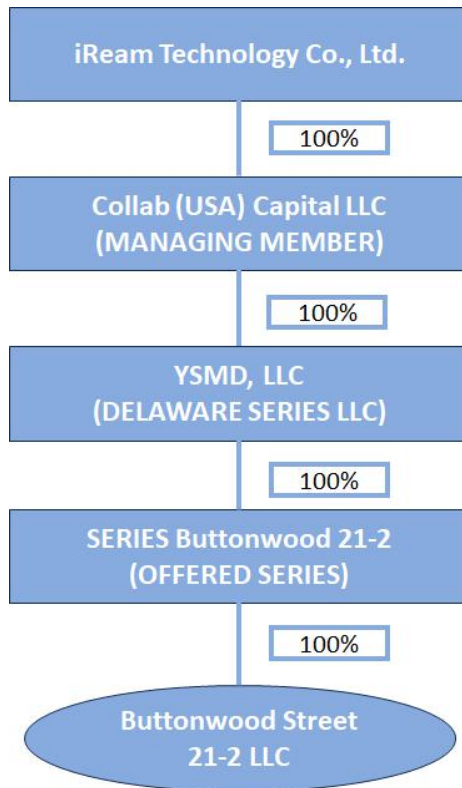 iReam Technology Co., Ltd.
100%
Collab (USA) Capital LLC
(MANAGING MEMBER)
100%
YSMD, LLC
(DELAWARE SERIES LLC)
100%
SERIES Buttonwood 21-2
(OFFERED SERIES)
100%
Buttonwood Street
21-2 LLC